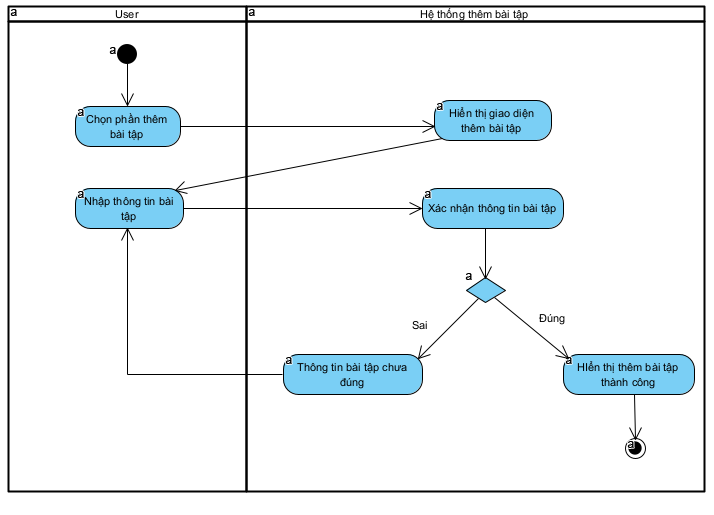 a
User
a
Hệ thống thêm bài tập
a
a
Chọn phần thêm
bài tập
a
Hiển thị giao diện
thêm bài tập
a
Nhập thông tin bài
tập
a
Xác nhận thông tin bài tập
a
Sai
Đúng
a
Thông tin bài tập chưa
đúng
a
HIển thị thêm bài tập
thành công
a